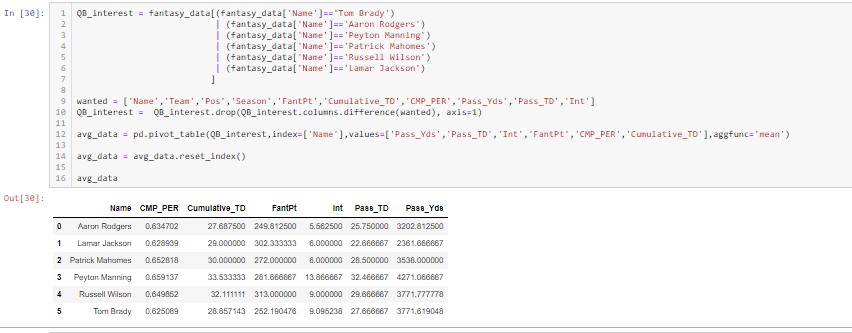 In [30]:
1 QB_interest = fantasy_data[(fantasy_data['Name']=='Tom Brady')
2 | (fantasy_data['Name']=='Aaron Rodgers')
3 | (fantasy_data['Name']=='Peyton Manning')
4 | (fantasy_data['Name']=='Patrick Mahomes')
5 | (fantasy_data['Name']=='Russell Wilson')
6 | (fantasy_data['Name']=='Lamar Jackson')
7 ]
8
9 wanted = ['Name','Team','Pos','Season','FantPt','Cumulative_TD','CMP_PER','Pass_Yds','Pass_TD','Int']
10 QB_interest = QB_interest.drop(QB_interest.columns.difference(wanted), axis=1)
11
12 avg_data = pd.pivot_table(QB_interest,index=['Name'],values=['Pass_Yds','Pass_TD','Int','FantPt','CMP_PER','Cumulative_TD'],aggfunc='mean')
13
14 avg_data = avg_data.reset_index()
15
16 avg_data
Out[30]:
Name CMP_PER Cumulative_TD FantPt Int Pass_TD Pass_Yds
0 Aaron Rodgers 0.634702 27.687500 249.812500 5.562500 25.750000 3202.812500
1 Lamar Jackson 0.628939 29.000000 302.333333 6.000000 22.666667 2361.666667
2 Patrick Mahomes 0.652818 30.000000 272.000000 6.000000 28.500000 3538.000000
3 Peyton Manning 0.659137 33.533333 281.666667 13.866667 32.466667 4271.066667
4 Russell Wilson 0.649852 32.111111 313.000000 9.000000 29.666667 3771.777778
5 Tom Brady 0.625089 28.857143 252.190476 9.095238 27.666667 3771.619048